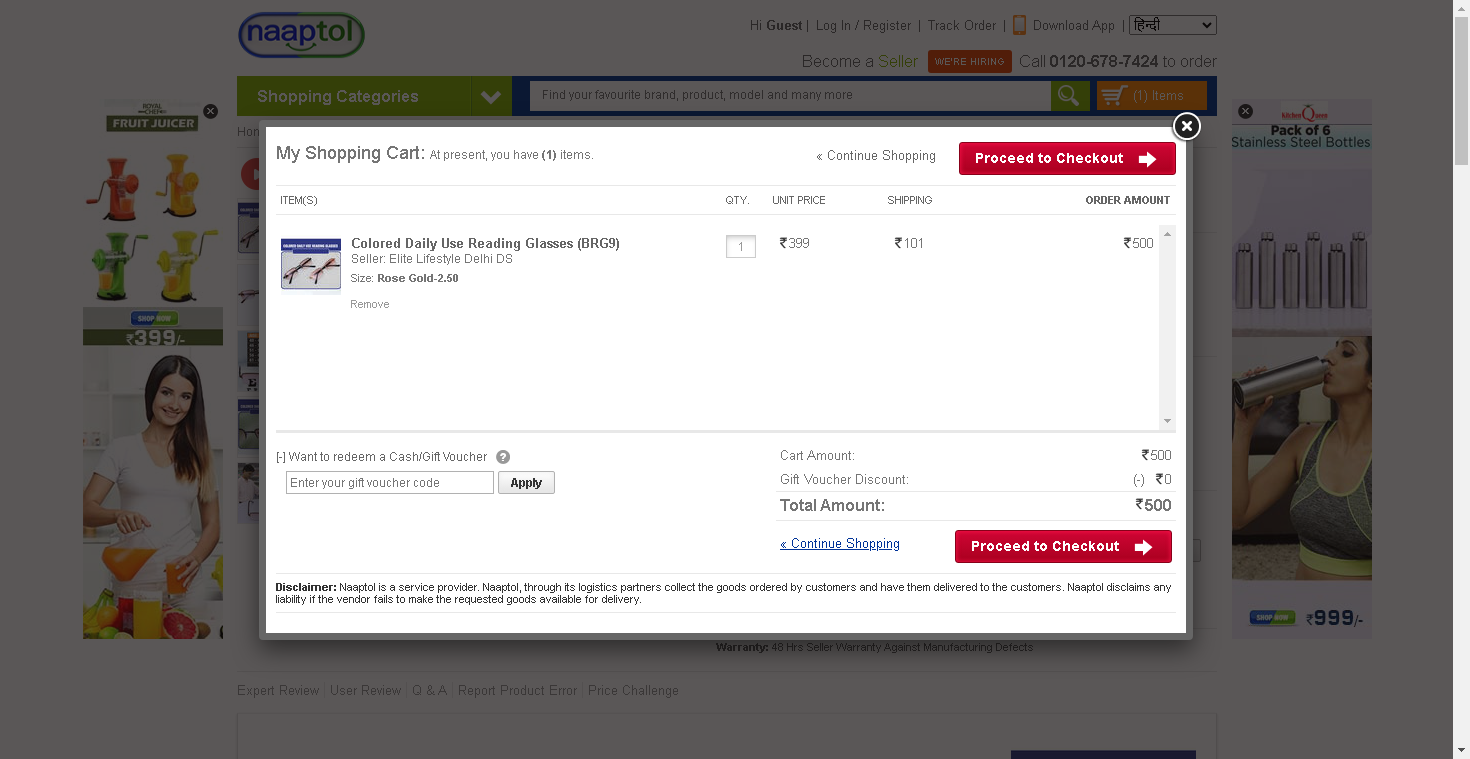 naaptol
Hi Guest | Log In / Register | Track Order | Download App | हिन्दी
Become a Seller WE'RE HIRING Call 0120-678-7424 to order
Shopping Categories
Find your favourite brand, product, model and many more
(1) Items
ROYAL CHEF
FRUIT JUICER
SHOP NOW
₹399/-
Kitchen Queen
Pack of 6
Stainless Steel Bottles
SHOP NOW ₹999/-
Hon
My Shopping Cart: At present, you have (1) items.
« Continue Shopping
Proceed to Checkout
ITEM(S) QTY. UNIT PRICE SHIPPING ORDER AMOUNT
COLORED DAILY USE READING GLASSES
Colored Daily Use Reading Glasses (BRG9)
1 ₹399 ₹101 ₹500
Seller: Elite Lifestyle Delhi DS
Size: Rose Gold-2.50
Remove
[-] Want to redeem a Cash/Gift Voucher ?
Enter your gift voucher code Apply
Cart Amount: ₹500
Gift Voucher Discount: (-) ₹0
Total Amount: ₹500
« Continue Shopping
Proceed to Checkout
Disclaimer: Naaptol is a service provider. Naaptol, through its logistics partners collect the goods ordered by customers and have them delivered to the customers. Naaptol disclaims any
liability if the vendor fails to make the requested goods available for delivery.
Warranty: 48 Hrs Seller Warranty Against Manufacturing Defects
Expert Review | User Review | Q & A | Report Product Error | Price Challenge